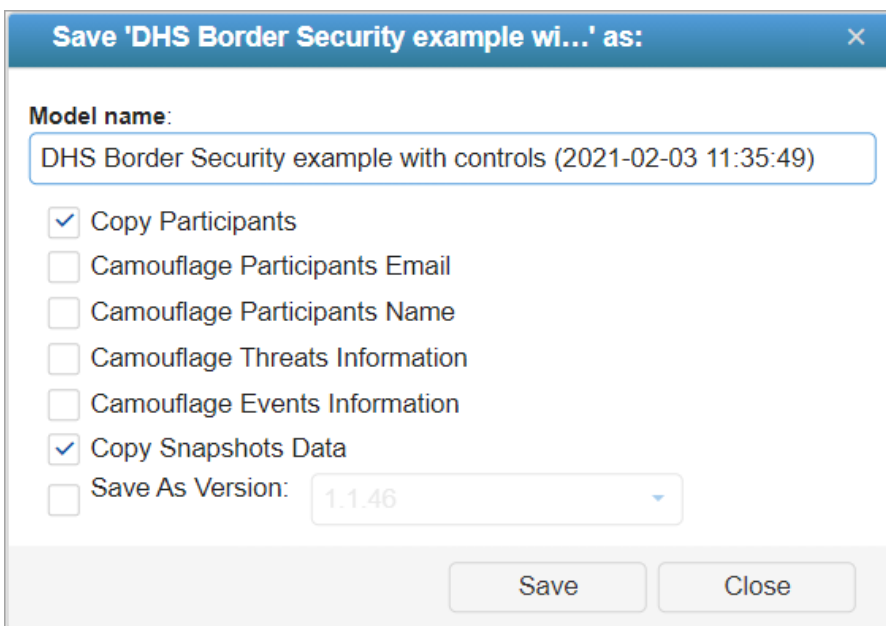 Save 'DHS Border Security example wi...' as:
Model name:
DHS Border Security example with controls (2021-02-03 11:35:49)
Copy Participants
Camouflage Participants Email
Camouflage Participants Name
Camouflage Threats Information
Camouflage Events Information
Copy Snapshots Data
Save As Version: 1.1.46
Save Close